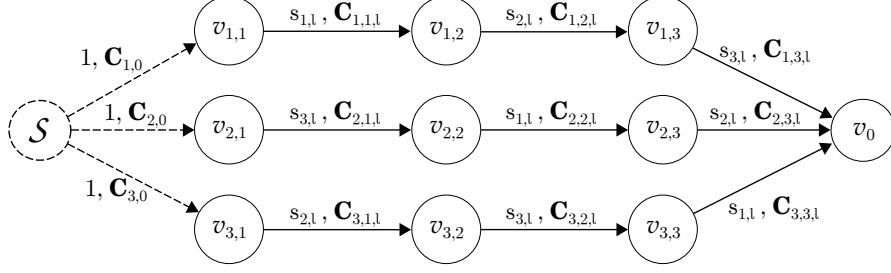 v₁,₁ s₁,ₗ , C₁,₁,ₗ v₁,₂ s₂,ₗ , C₁,₂,ₗ v₁,₃
1, C₁,₀ s₃,ₗ , C₁,₃,ₗ
S 1, C₂,₀ v₂,₁ s₃,ₗ , C₂,₁,ₗ v₂,₂ s₁,ₗ , C₂,₂,ₗ v₂,₃ s₂,ₗ , C₂,₃,ₗ v₀
1, C₃,₀ s₁,ₗ , C₃,₃,ₗ
v₃,₁ s₂,ₗ , C₃,₁,ₗ v₃,₂ s₃,ₗ , C₃,₂,ₗ v₃,₃